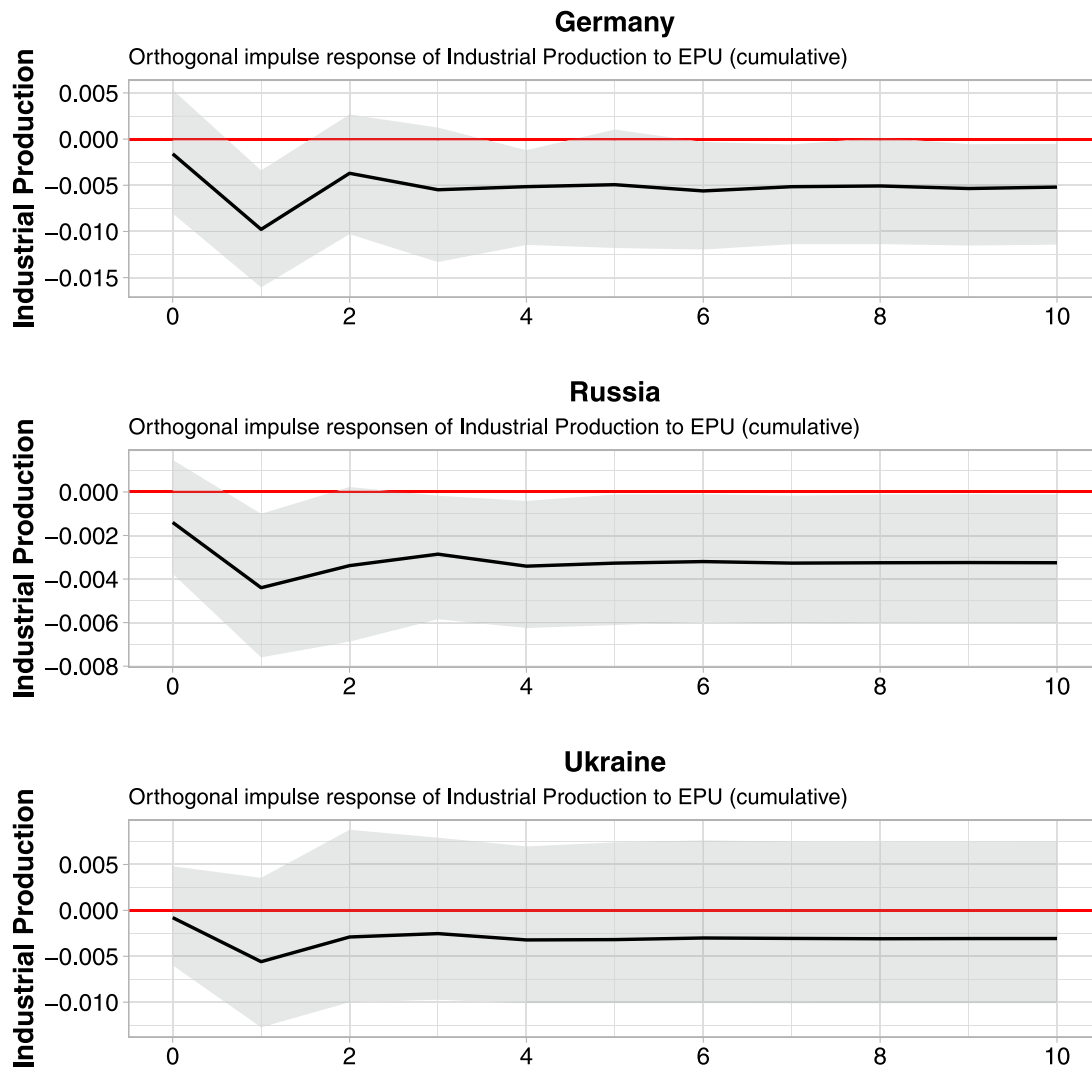 Germany
Orthogonal impulse response of Industrial Production to EPU (cumulative)
Industrial Production
0.005
0.000
−0.005
−0.010
−0.015
0 2 4 6 8 10
Russia
Orthogonal impulse responsen of Industrial Production to EPU (cumulative)
Industrial Production
0.000
−0.002
−0.004
−0.006
−0.008
0 2 4 6 8 10
Ukraine
Orthogonal impulse response of Industrial Production to EPU (cumulative)
Industrial Production
0.005
0.000
−0.005
−0.010
0 2 4 6 8 10